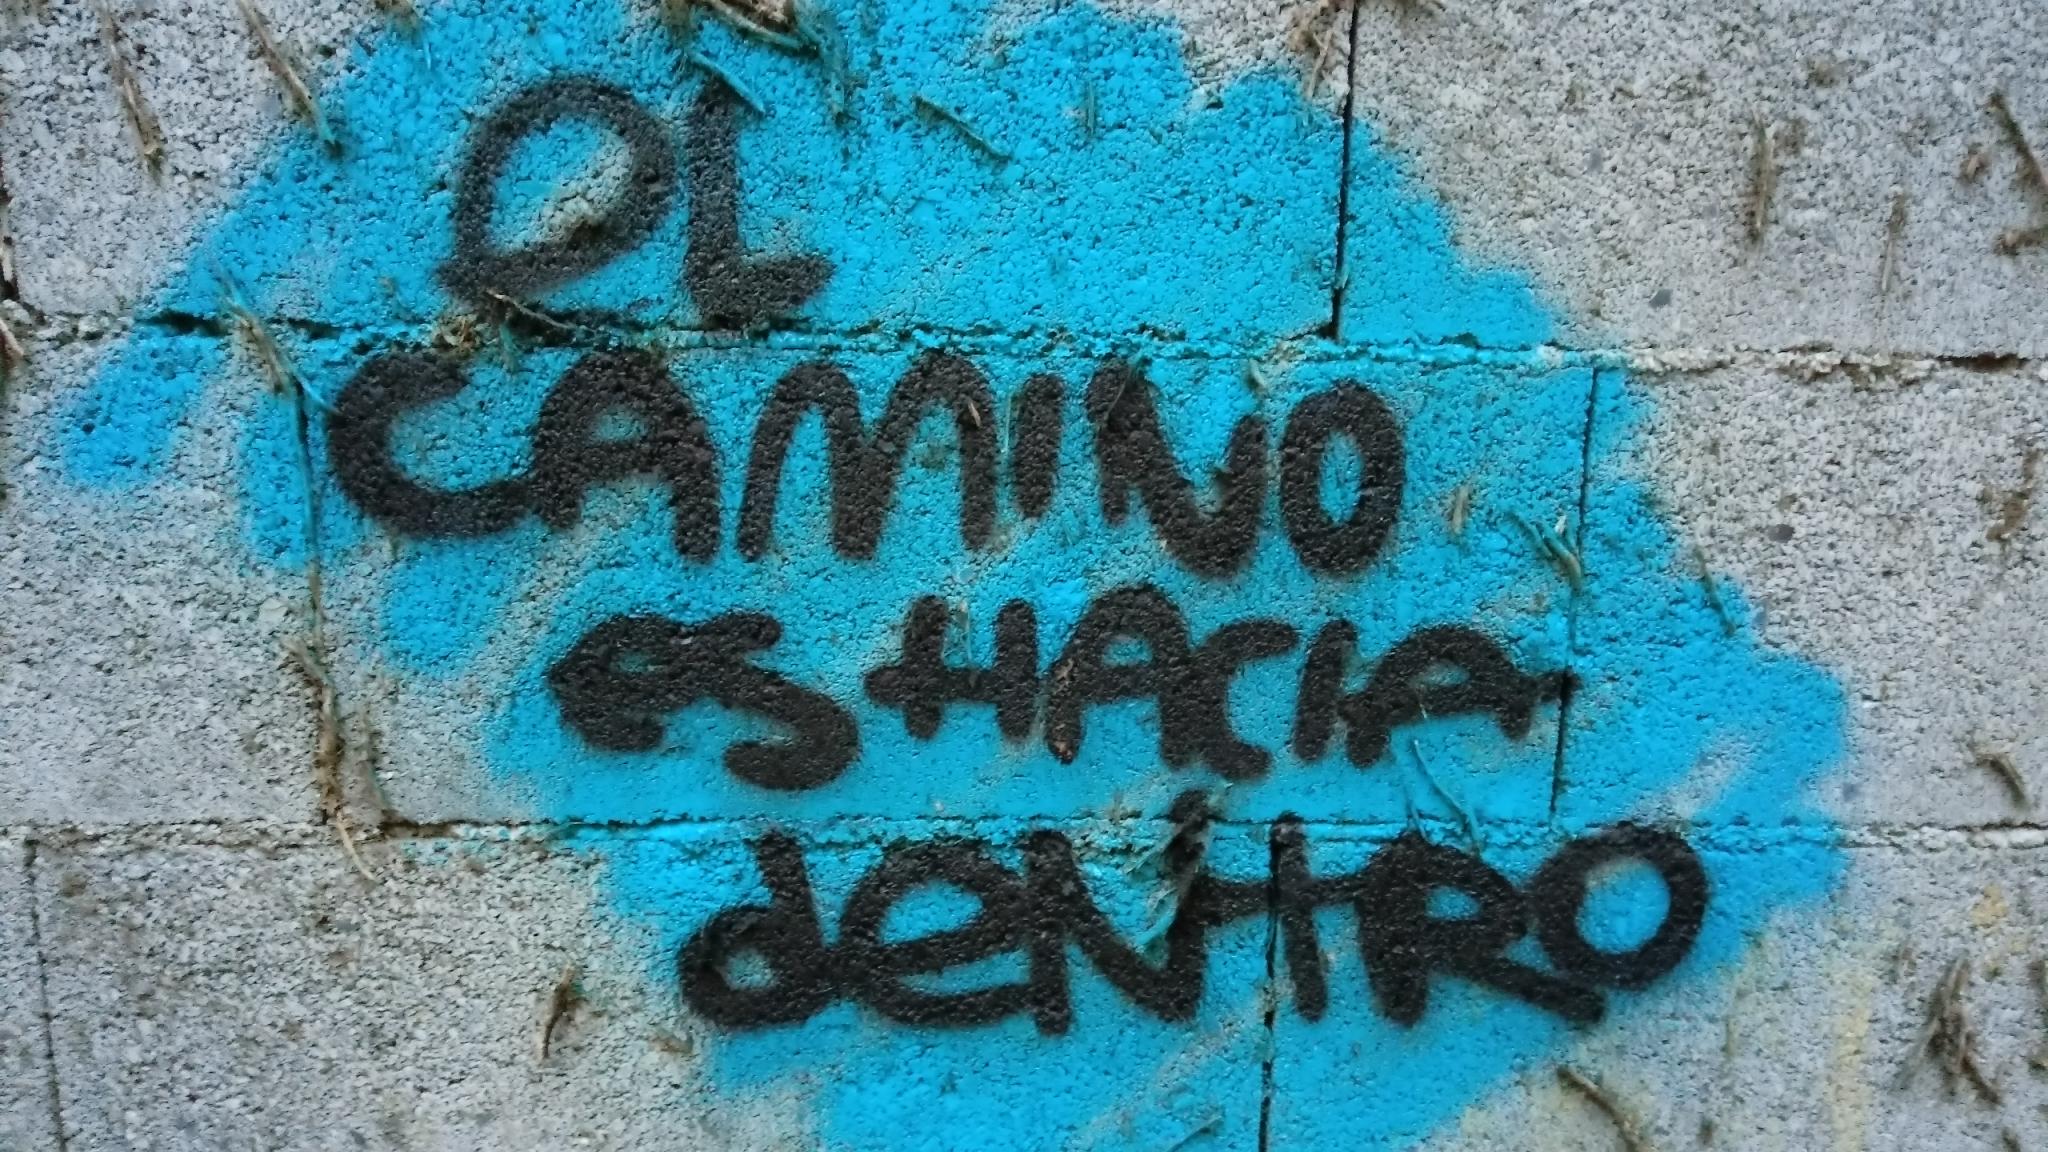 eL
CAMINO
es HACIA
deNtRO